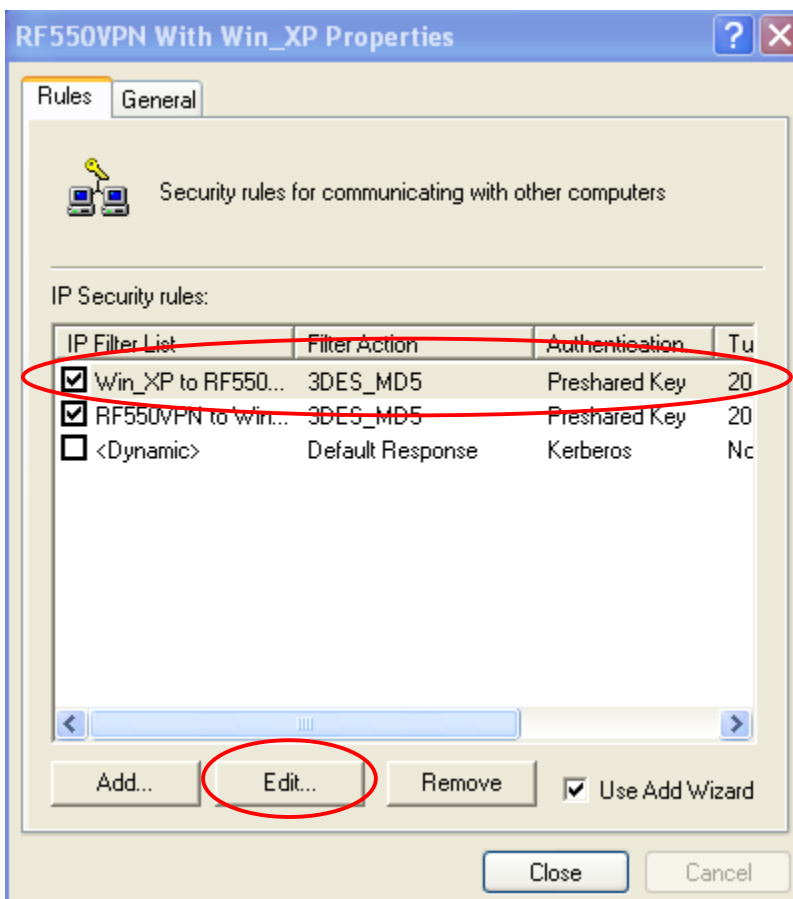 RF550VPN With Win_XP Properties
Rules General
Security rules for communicating with other computers
IP Security rules:
IP Filter List Filter Action Authentication Tu
Win_XP to RF550... 3DES_MD5 Preshared Key 20
RF550VPN to Win... 3DES_MD5 Preshared Key 20
<Dynamic> Default Response Kerberos Nc
Add... Edit... Remove Use Add Wizard
Close Cancel